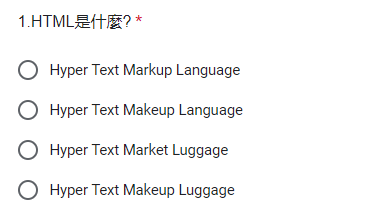 1.HTML是什麼? *
Hyper Text Markup Language
Hyper Text Makeup Language
Hyper Text Market Luggage
Hyper Text Makeup Luggage